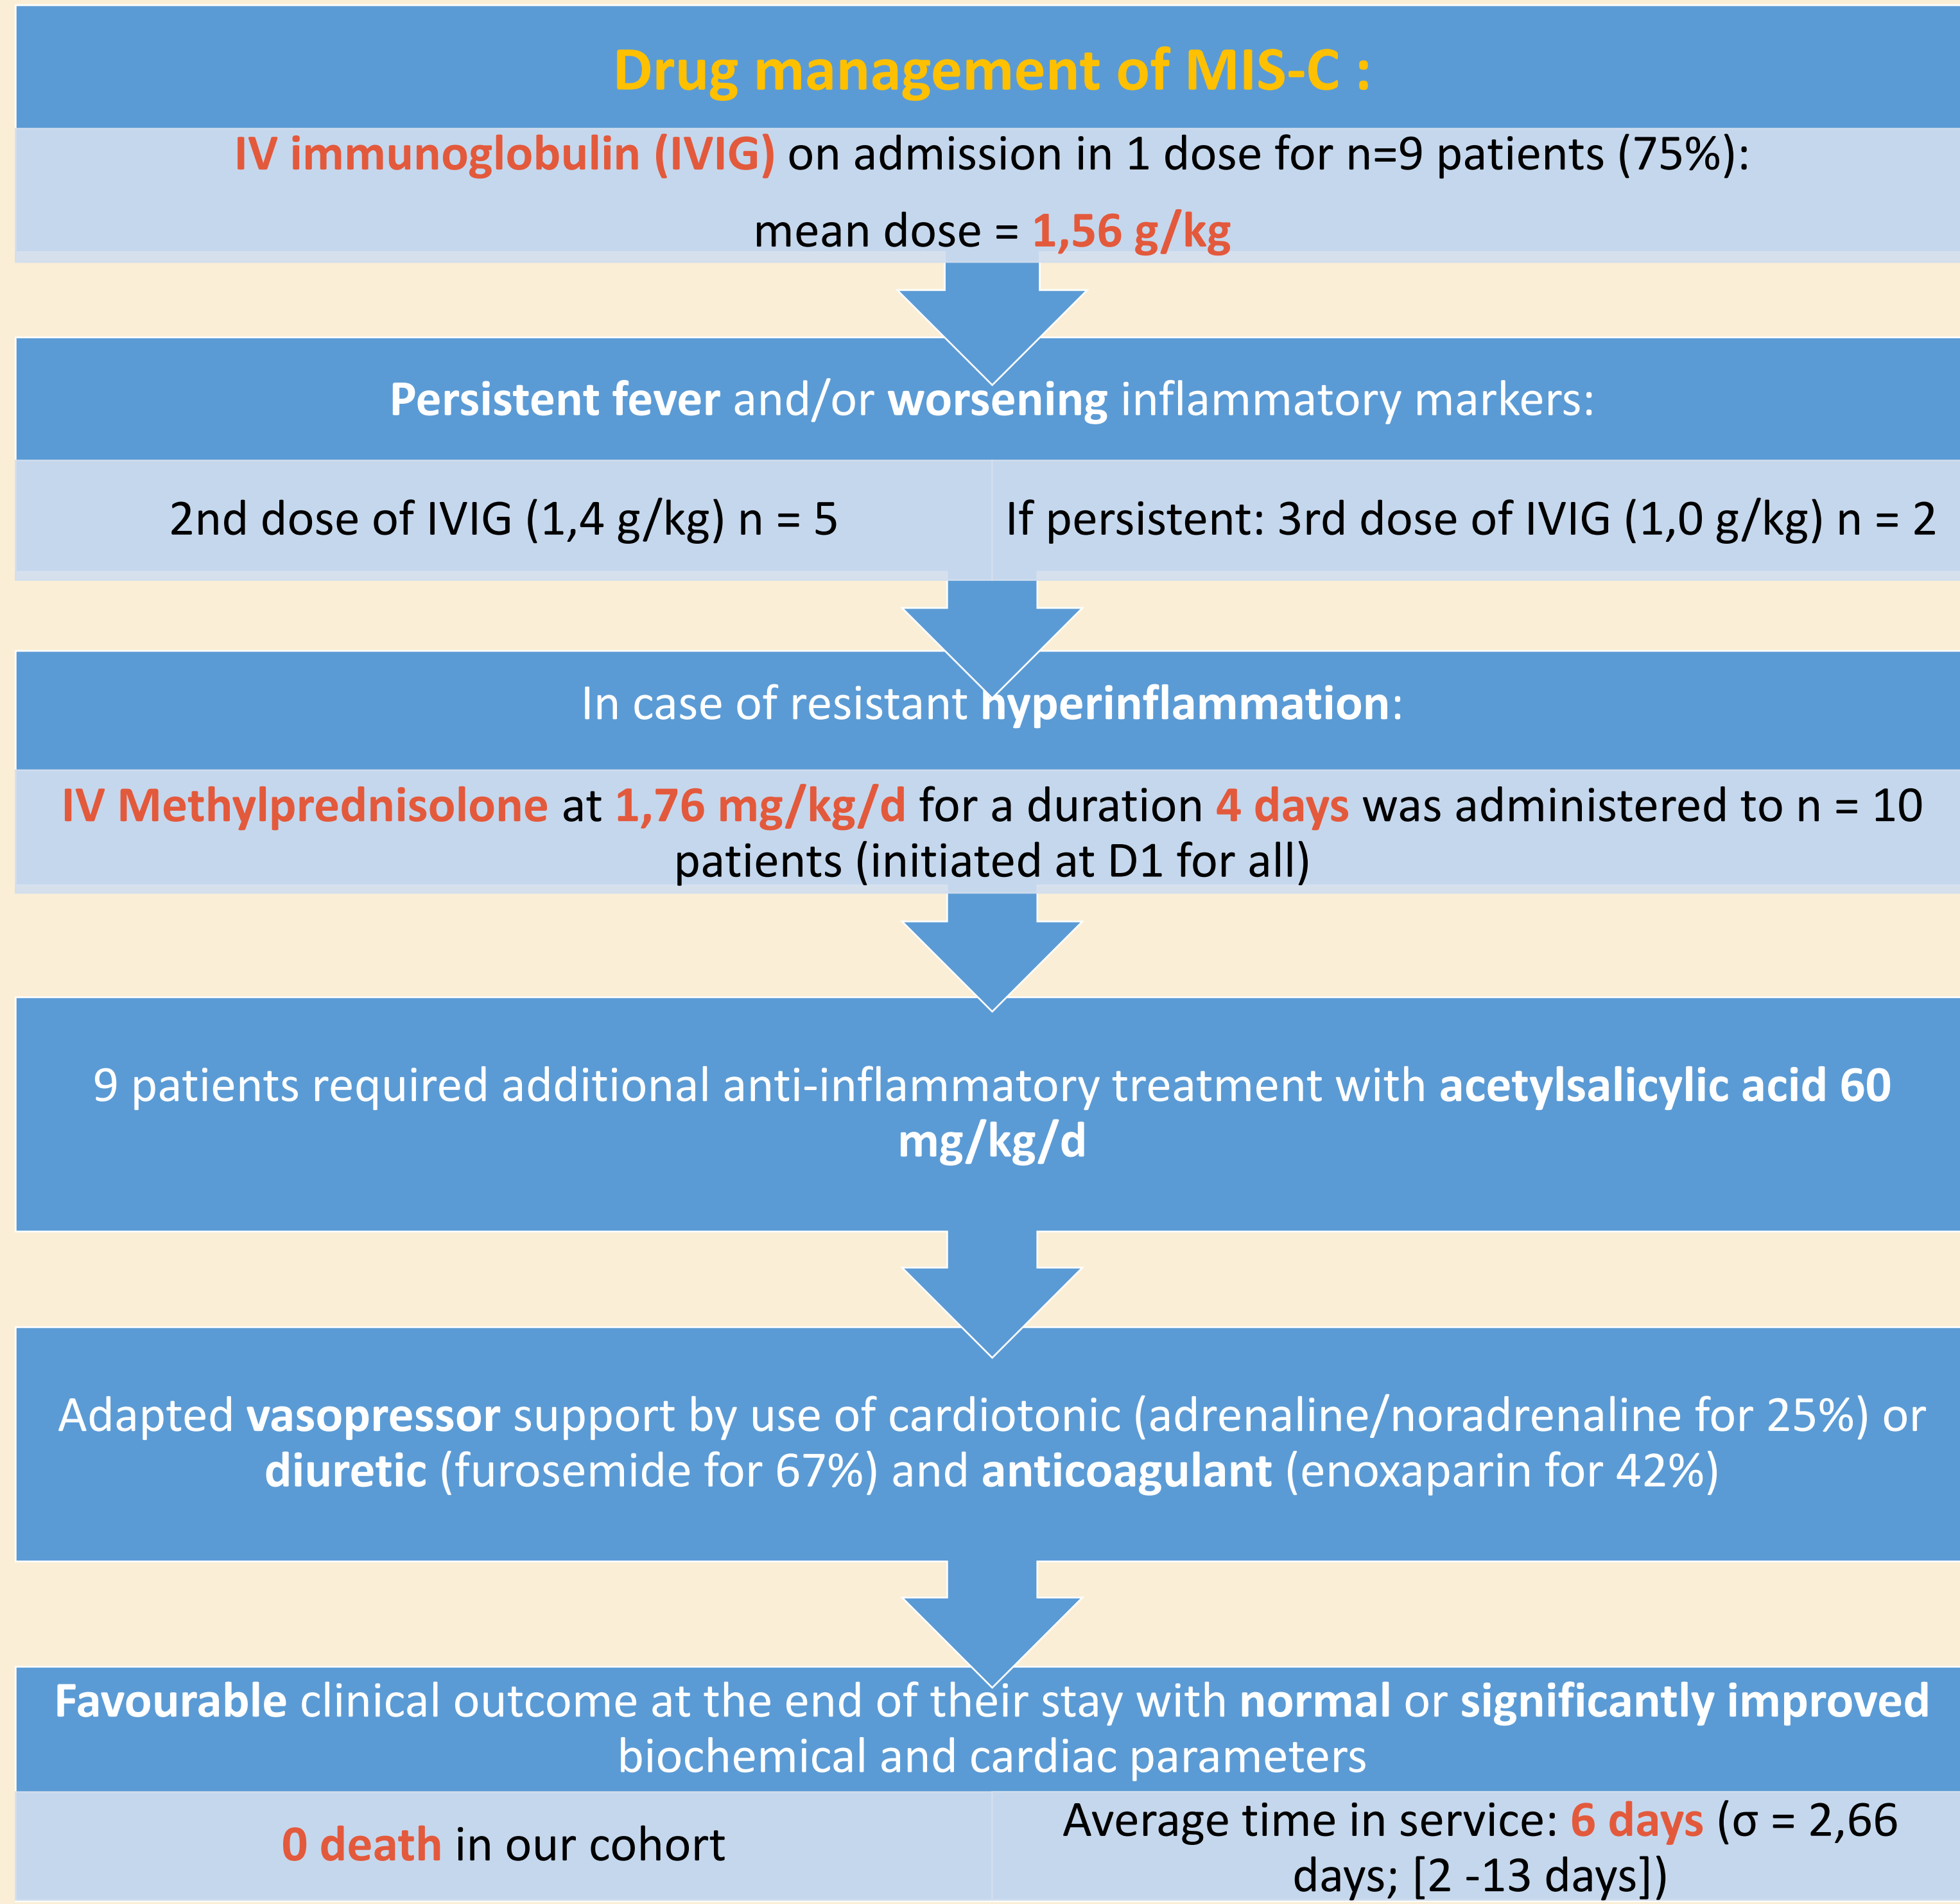 Drug management of MIS-C :
IV immunoglobulin (IVIG) on admission in 1 dose for n=9 patients (75%):
mean dose = 1,56 g/kg
Persistent fever and/or worsening inflammatory markers:
2nd dose of IVIG (1,4 g/kg) n = 5
If persistent: 3rd dose of IVIG (1,0 g/kg) n = 2
In case of resistant hyperinflammation:
IV Methylprednisolone at 1,76 mg/kg/d for a duration 4 days was administered to n = 10
patients (initiated at D1 for all)
9 patients required additional anti-inflammatory treatment with acetylsalicylic acid 60
mg/kg/d
Adapted vasopressor support by use of cardiotonic (adrenaline/noradrenaline for 25%) or
diuretic (furosemide for 67%) and anticoagulant (enoxaparin for 42%)
Favourable clinical outcome at the end of their stay with normal or significantly improved
biochemical and cardiac parameters
0 death in our cohort
Average time in service: 6 days (σ = 2,66
days; [2 -13 days])